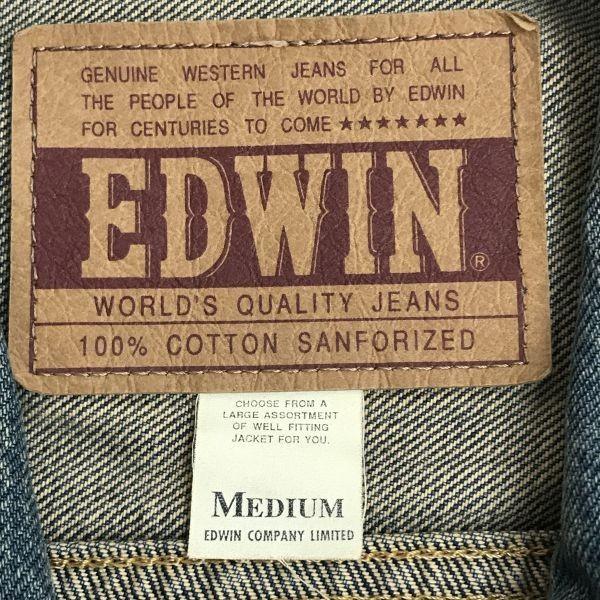 GENUINE WESTERN JEANS FOR ALL
THE PEOPLE OF THE WORLD BY EDWIN
FOR CENTURIES TO COME ★★★★★★★
EDWIN®
WORLD'S QUALITY JEANS
100% COTTON SANFORIZED
CHOOSE FROM A
LARGE ASSORTMENT
OF WELL FITTING
JACKET FOR YOU.
MEDIUM
EDWIN COMPANY LIMITED